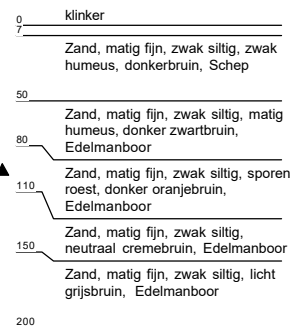 0
klinker
7
Zand, matig fijn, zwak siltig, zwak
humeus, donkerbruin, Schep
50
Zand, matig fijn, zwak siltig, matig
humeus, donker zwartbruin,
Edelmanboor
80
Zand, matig fijn, zwak siltig, sporen
roest, donker oranjebruin,
Edelmanboor
110
Zand, matig fijn, zwak siltig,
neutraal cremebruin, Edelmanboor
150
Zand, matig fijn, zwak siltig, licht
grijsbruin, Edelmanboor
200